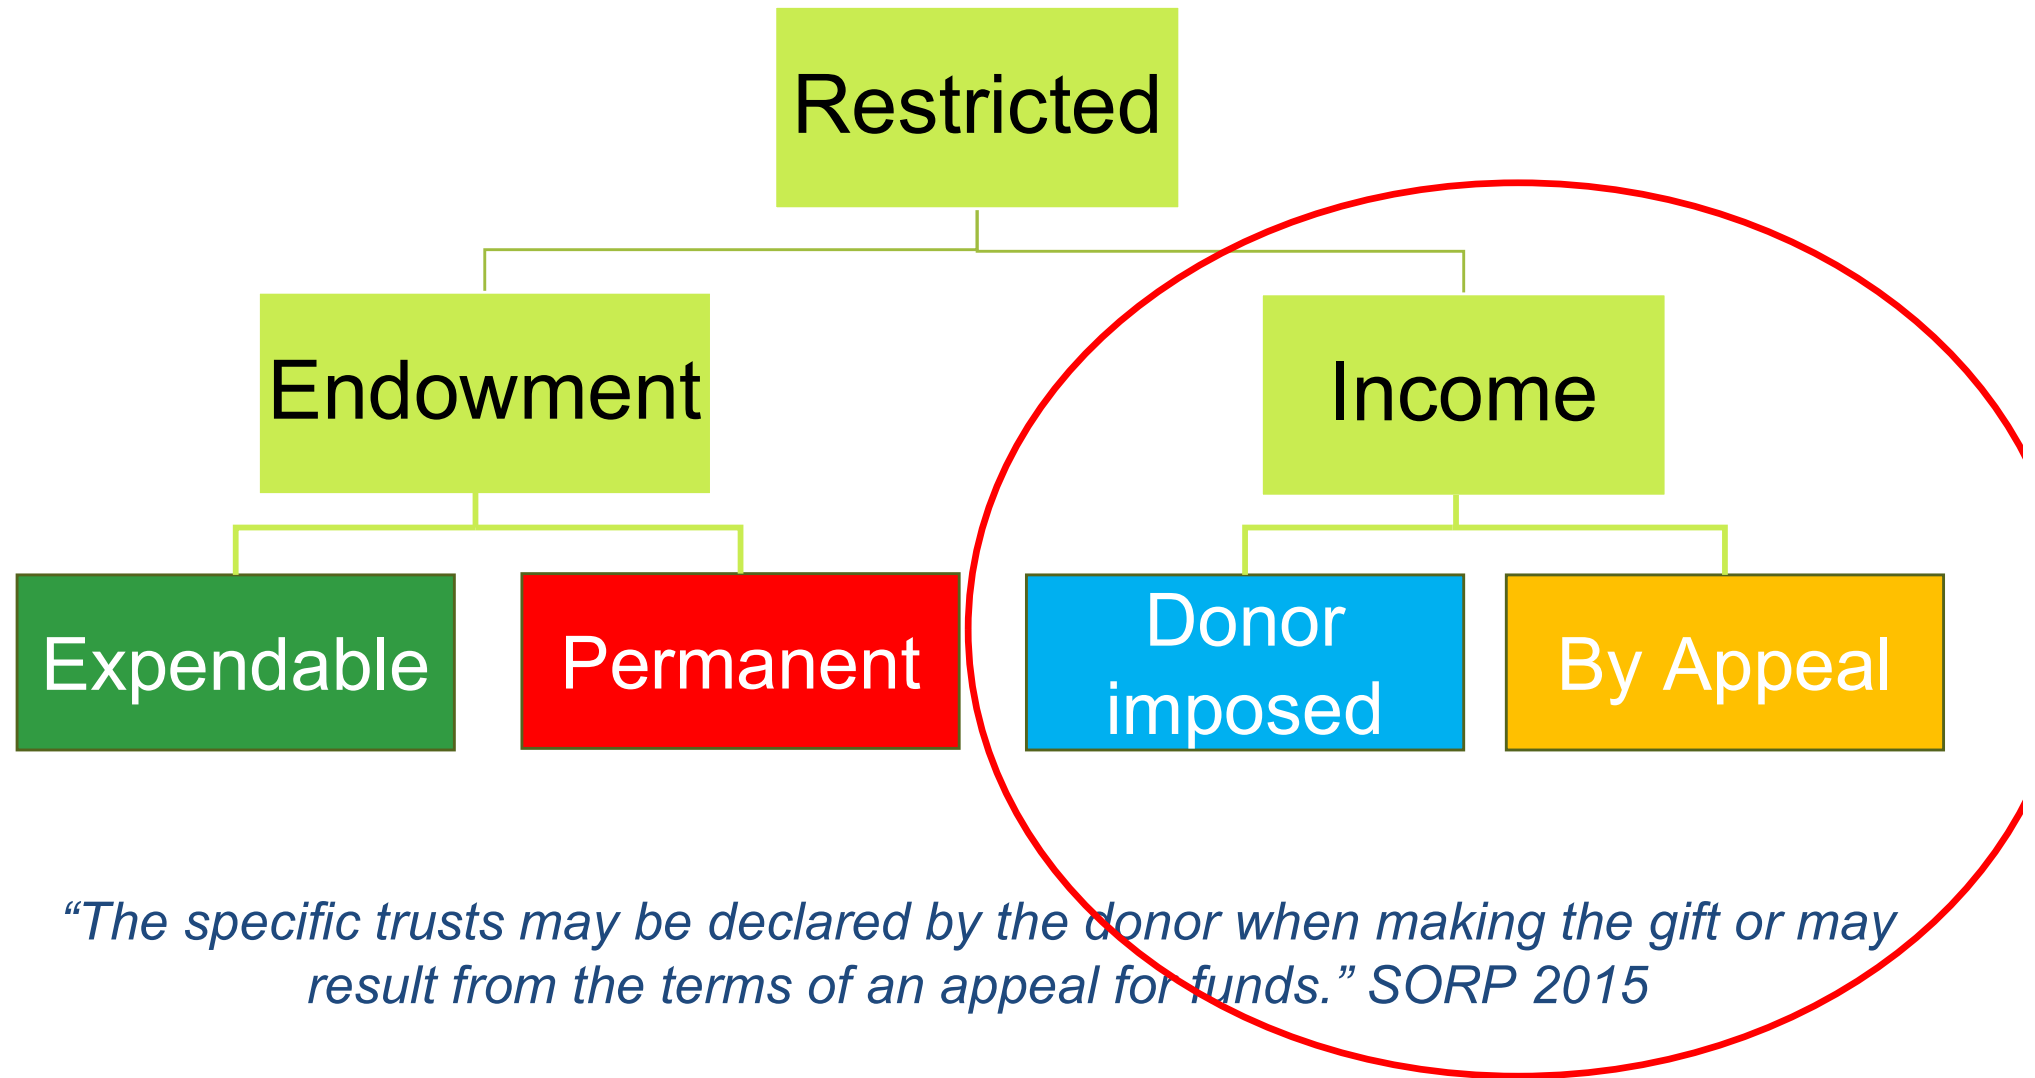 Restricted
Endowment
Income
Expendable
Permanent
Donor
imposed
By Appeal
“The specific trusts may be declared by the donor when making the gift or may
result from the terms of an appeal for funds.” SORP 2015